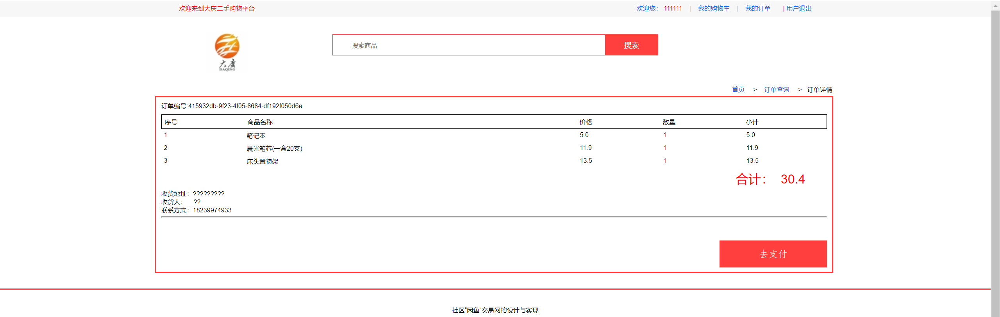 欢迎来到大庆二手购物平台
欢迎您： 111111 | 我的购物车 | 我的订单 | 用户退出
大庆
DAQING
搜索商品
搜索
首页 > 订单查询 > 订单详情
订单编号:415932db-9f23-4f05-8684-df192f050d6a
序号 商品名称 价格 数量 小计
1 笔记本 5.0 1 5.0
2 晨光笔芯(一盒20支) 11.9 1 11.9
3 床头置物架 13.5 1 13.5
合计： 30.4
收货地址：?????????
收货人： ??
联系方式：18239974933
去支付
社区“闲鱼”交易网的设计与实现